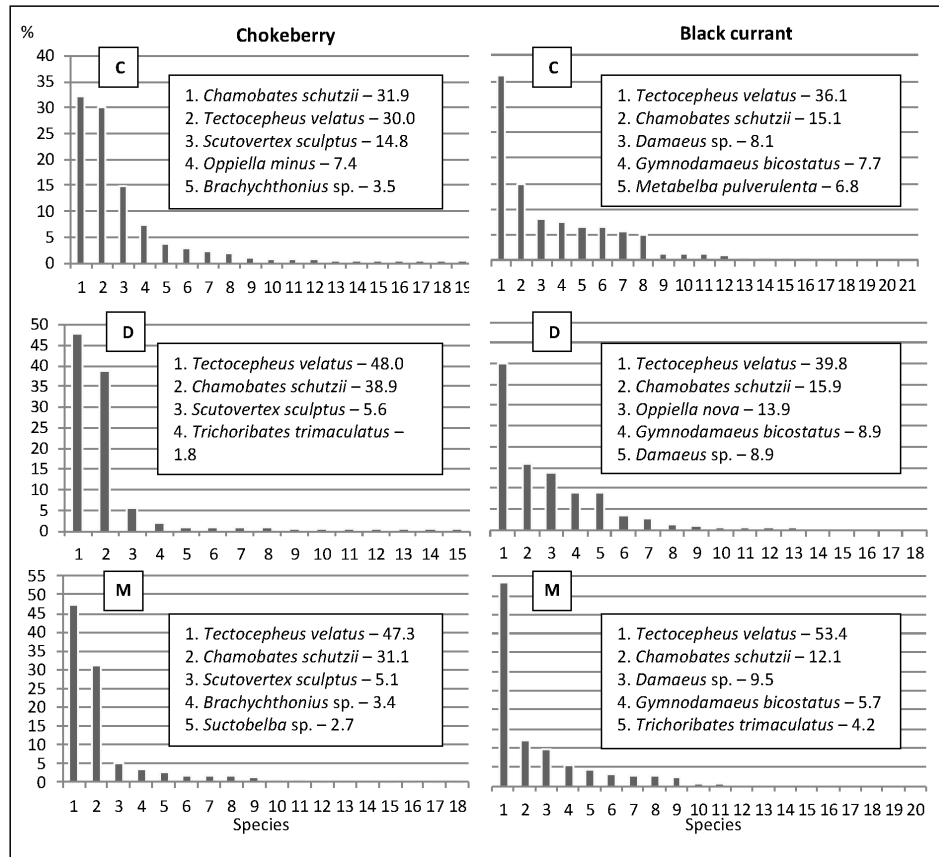 %
Chokeberry
Black currant
C
40
35
30
25
20
15
10
5
0
1. Chamobates schutzii – 31.9
2. Tectocepheus velatus – 30.0
3. Scutovertex sculptus – 14.8
4. Oppiella minus – 7.4
5. Brachychthonius sp. – 3.5
1 2 3 4 5 6 7 8 9 10 11 12 13 14 15 16 17 18 19
C
1. Tectocepheus velatus – 36.1
2. Chamobates schutzii – 15.1
3. Damaeus sp. – 8.1
4. Gymnodamaeus bicostatus – 7.7
5. Metabelba pulverulenta – 6.8
1 2 3 4 5 6 7 8 9 10 11 12 13 14 15 16 17 18 19 20 21
D
50
45
40
35
30
25
20
15
10
5
0
1. Tectocepheus velatus – 48.0
2. Chamobates schutzii – 38.9
3. Scutovertex sculptus – 5.6
4. Trichoribates trimaculatus –
1.8
1 2 3 4 5 6 7 8 9 10 11 12 13 14 15
D
1. Tectocepheus velatus – 39.8
2. Chamobates schutzii – 15.9
3. Oppiella nova – 13.9
4. Gymnodamaeus bicostatus – 8.9
5. Damaeus sp. – 8.9
1 2 3 4 5 6 7 8 9 10 11 12 13 14 15 16 17 18
M
55
50
45
40
35
30
25
20
15
10
5
0
1. Tectocepheus velatus – 47.3
2. Chamobates schutzii – 31.1
3. Scutovertex sculptus – 5.1
4. Brachychthonius sp. – 3.4
5. Suctobelba sp. – 2.7
1 2 3 4 5 6 7 8 9 10 11 12 13 14 15 16 17 18
Species
M
1. Tectocepheus velatus – 53.4
2. Chamobates schutzii – 12.1
3. Damaeus sp. – 9.5
4. Gymnodamaeus bicostatus – 5.7
5. Trichoribates trimaculatus – 4.2
1 2 3 4 5 6 7 8 9 10 11 12 13 14 15 16 17 18 19 20
Species